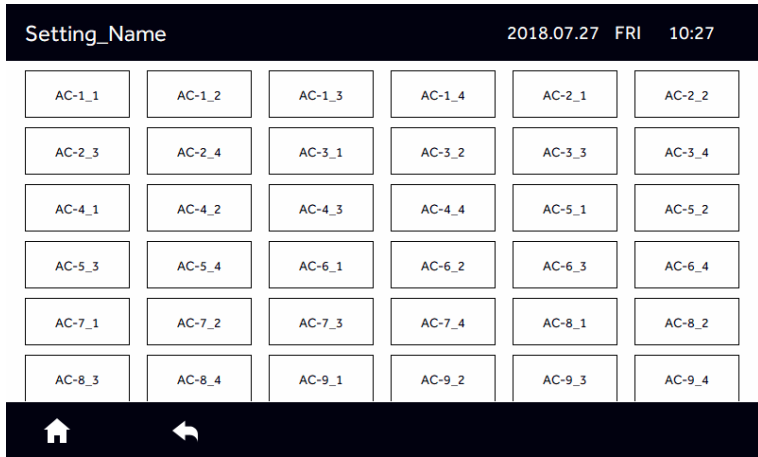 Setting_Name 2018.07.27 FRI 10:27
AC-1_1 AC-1_2 AC-1_3 AC-1_4 AC-2_1 AC-2_2
AC-2_3 AC-2_4 AC-3_1 AC-3_2 AC-3_3 AC-3_4
AC-4_1 AC-4_2 AC-4_3 AC-4_4 AC-5_1 AC-5_2
AC-5_3 AC-5_4 AC-6_1 AC-6_2 AC-6_3 AC-6_4
AC-7_1 AC-7_2 AC-7_3 AC-7_4 AC-8_1 AC-8_2
AC-8_3 AC-8_4 AC-9_1 AC-9_2 AC-9_3 AC-9_4